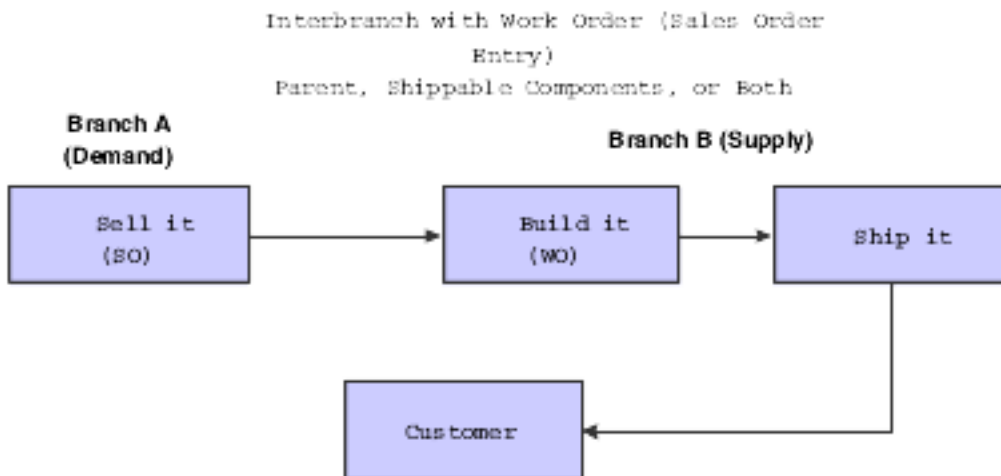 Interbranch with Work Order (Sales Order
Entry)
Parent, Shippable Components, or Both
Branch A
(Demand)
Branch B (Supply)
Sell it
(SO)
Build it
(WO)
Ship it
Customer